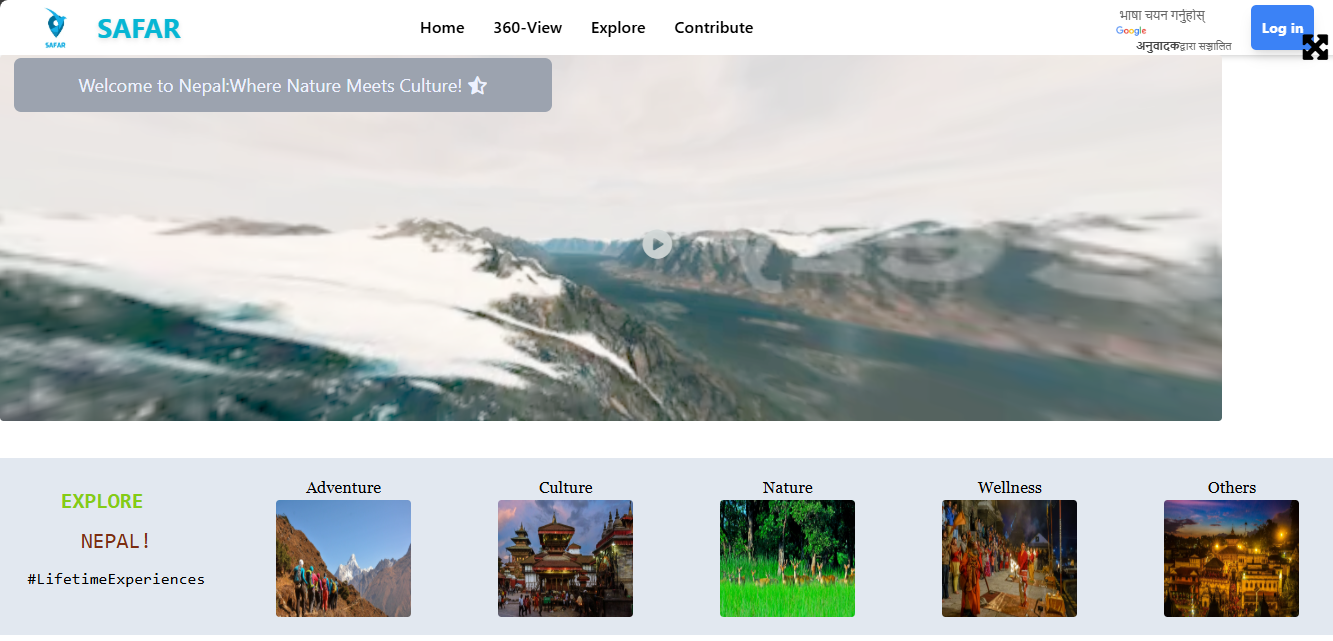 SAFAR
SAFAR
Home
360-View
Explore
Contribute
भाषा चयन गर्नुहोस्
Google
अनुवादकद्वारा सञ्चालित
Log in
Welcome to Nepal:Where Nature Meets Culture!
EXPLORE
NEPAL!
#LifetimeExperiences
Adventure
Culture
Nature
Wellness
Others